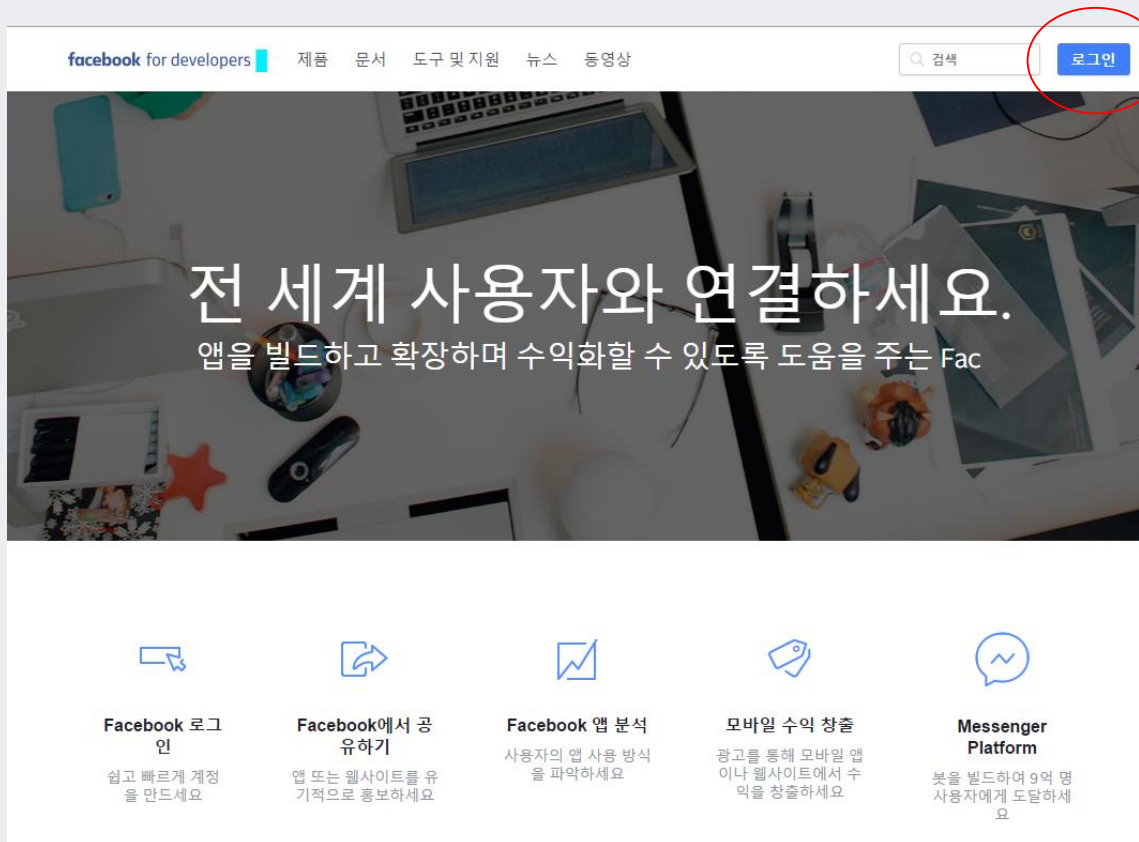 facebook for developers 제품 문서 도구 및 지원 뉴스 동영상 검색 로그인
전 세계 사용자와 연결하세요.
앱을 빌드하고 확장하며 수익화할 수 있도록 도움을 주는 Fac
Facebook 로그
인
쉽고 빠르게 계정
을 만드세요
Facebook에서 공
유하기
앱 또는 웹사이트를 유
기적으로 홍보하세요
Facebook 앱 분석
사용자의 앱 사용 방식
을 파악하세요
모바일 수익 창출
광고를 통해 모바일 앱
이나 웹사이트에서 수
익을 창출하세요
Messenger
Platform
봇을 빌드하여 9억 명
사용자에게 도달하세
요